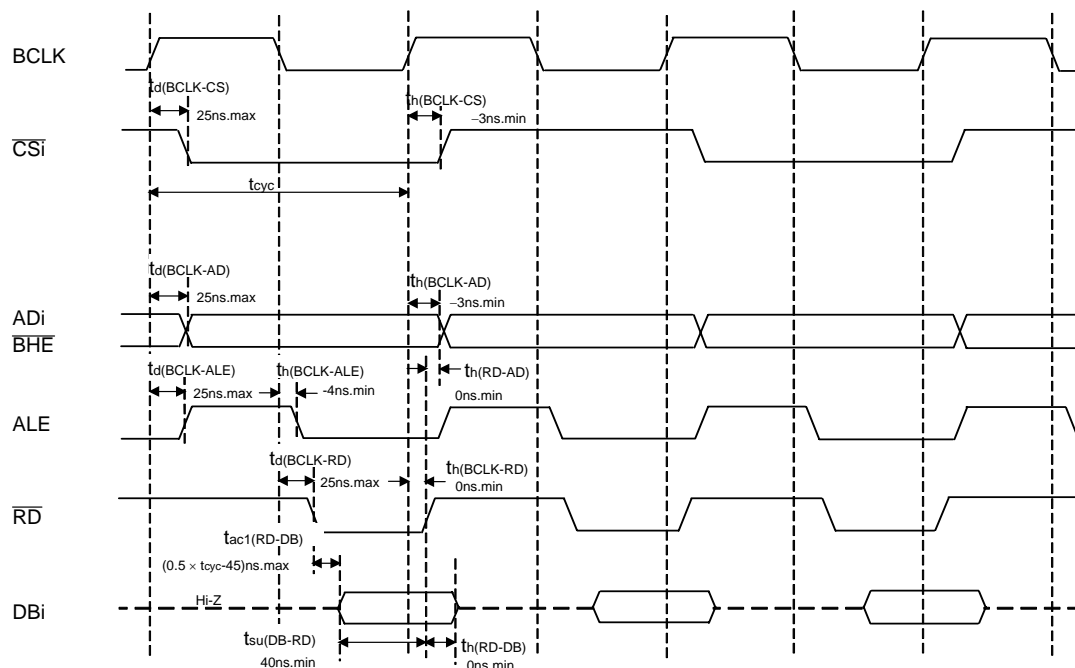 BCLK
td(BCLK-CS)
25ns.max
th(BCLK-CS)
–3ns.min
CSi
tcyc
td(BCLK-AD)
25ns.max
th(BCLK-AD)
–3ns.min
ADi
BHE
td(BCLK-ALE)
25ns.max
th(BCLK-ALE)
-4ns.min
th(RD-AD)
0ns.min
ALE
td(BCLK-RD)
25ns.max
th(BCLK-RD)
0ns.min
RD
tac1(RD-DB)
(0.5 × tcyc-45)ns.max
Hi-Z
DBi
tsu(DB-RD)
40ns.min
th(RD-DB)
0ns.min